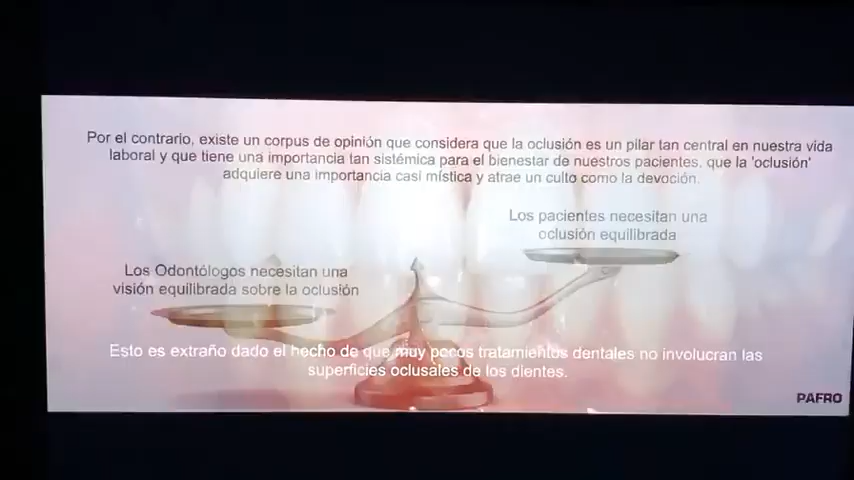 Por el contrario, existe un corpus de opinión que considera que la oclusión es un pilar tan central en nuestra vida
laboral y que tiene una importancia tan sistémica para el bienestar de nuestros pacientes, que la 'oclusión'
adquiere una importancia casi mística y atrae un culto como la devoción.
Los pacientes necesitan una
oclusión equilibrada
Los Odontólogos necesitan una
visión equilibrada sobre la oclusión
Esto es extraño dado el hecho de que muy pocos tratamientos dentales no involucran las
superficies oclusales de los dientes.
PAFRO